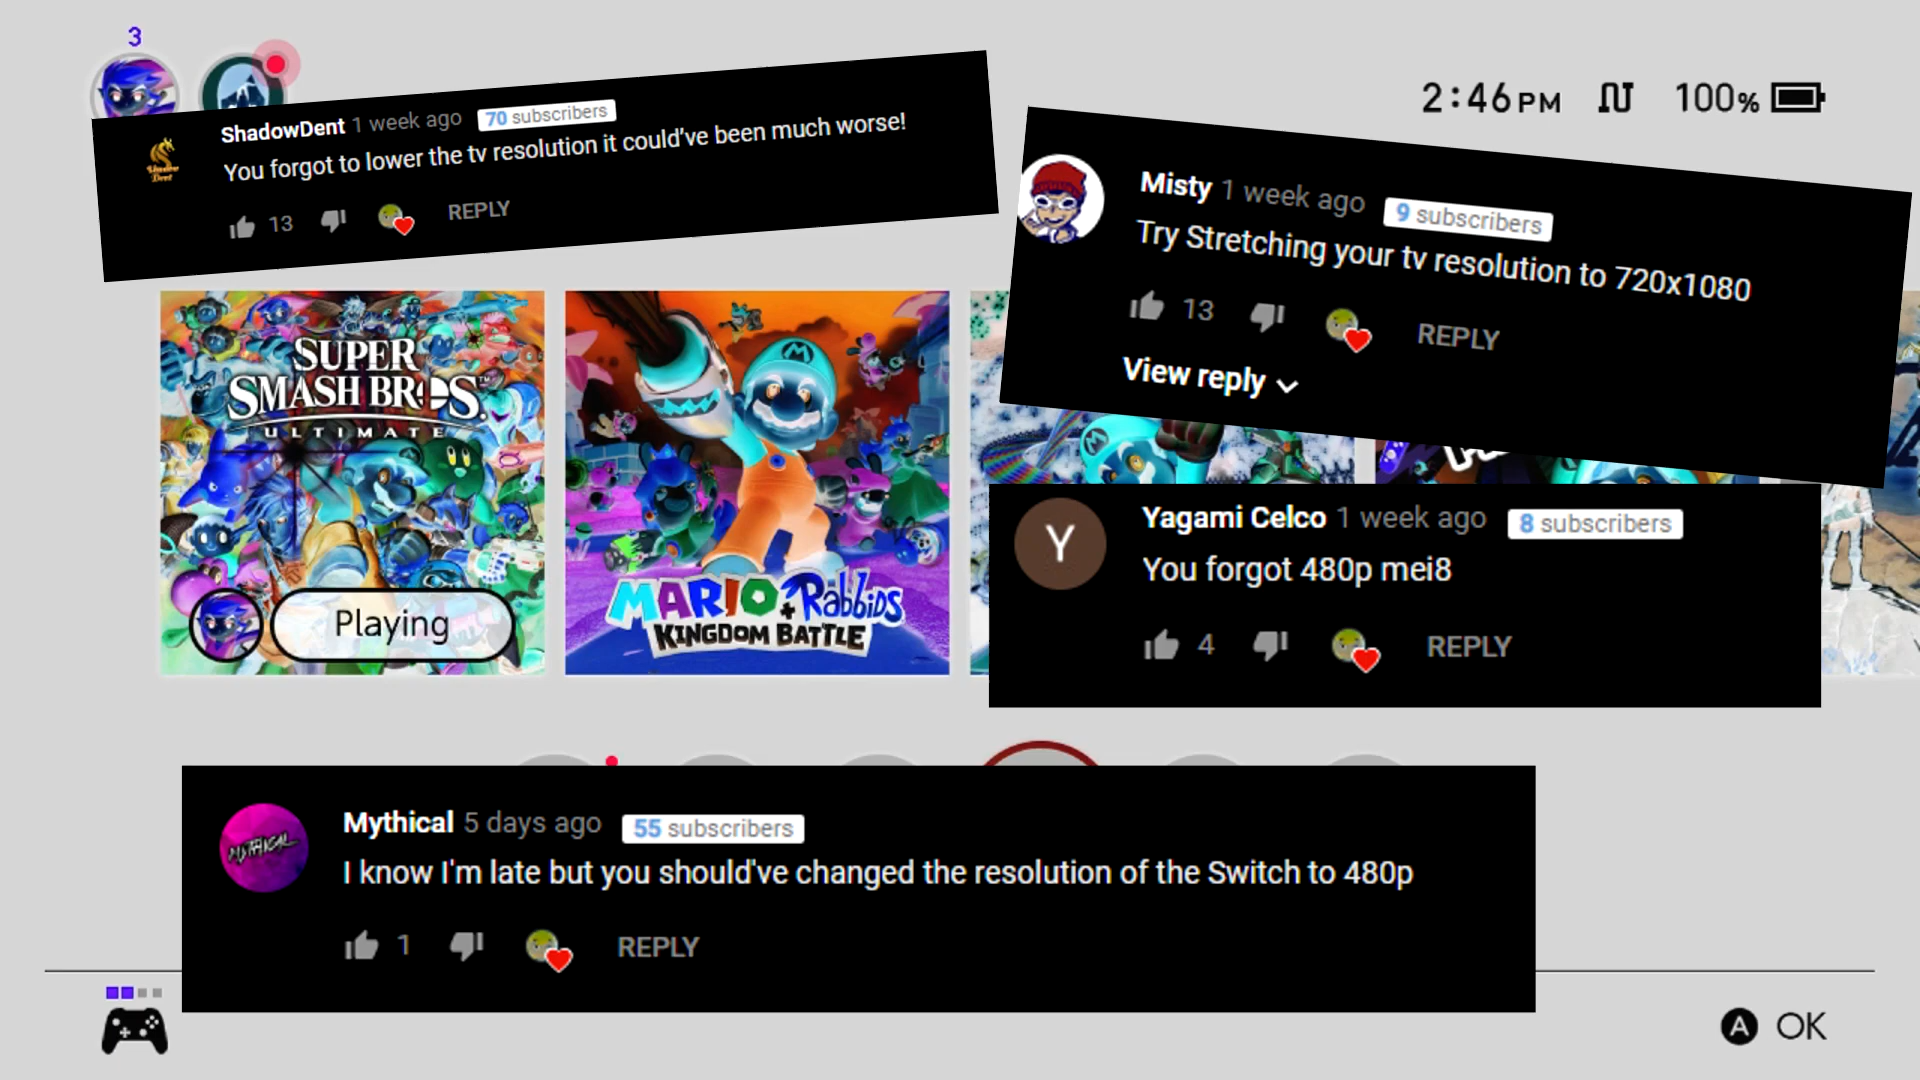 3
2:46 PM 100%
ShadowDent 1 week ago 70 subscribers
You forgot to lower the tv resolution it could've been much worse!
13 REPLY
Misty 1 week ago 9 subscribers
Try Stretching your tv resolution to 720x1080
13 REPLY
View reply
SUPER
SMASH BROS.™
ULTIMATE
Playing
MARIO + Rabbids
KINGDOM BATTLE
Y
Yagami Celco 1 week ago 8 subscribers
You forgot 480p mei8
4 REPLY
MYTHICAL
Mythical 5 days ago 55 subscribers
I know I'm late but you should've changed the resolution of the Switch to 480p
1 REPLY
A OK